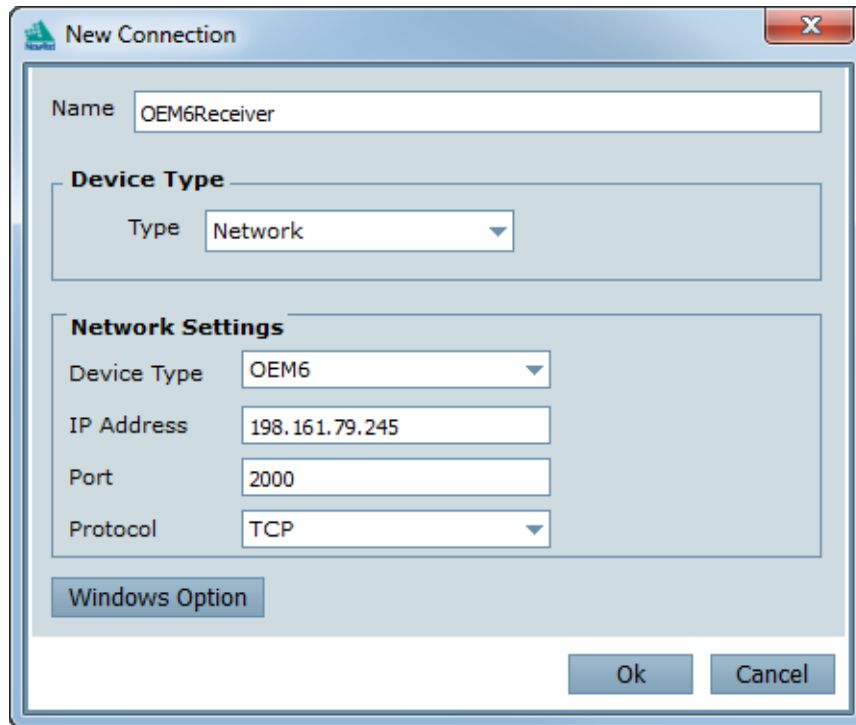 New Connection
Name OEM6Receiver
Device Type
Type Network
Network Settings
Device Type OEM6
IP Address 198.161.79.245
Port 2000
Protocol TCP
Windows Option
Ok Cancel